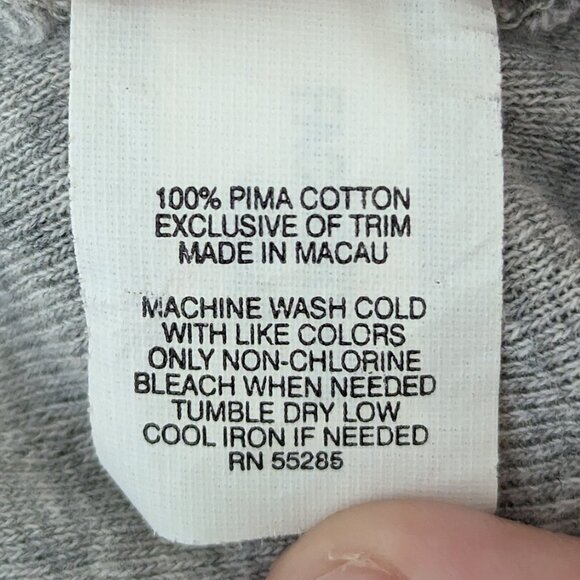 100% PIMA COTTON
EXCLUSIVE OF TRIM
MADE IN MACAU
MACHINE WASH COLD
WITH LIKE COLORS
ONLY NON-CHLORINE
BLEACH WHEN NEEDED
TUMBLE DRY LOW
COOL IRON IF NEEDED
RN 55285